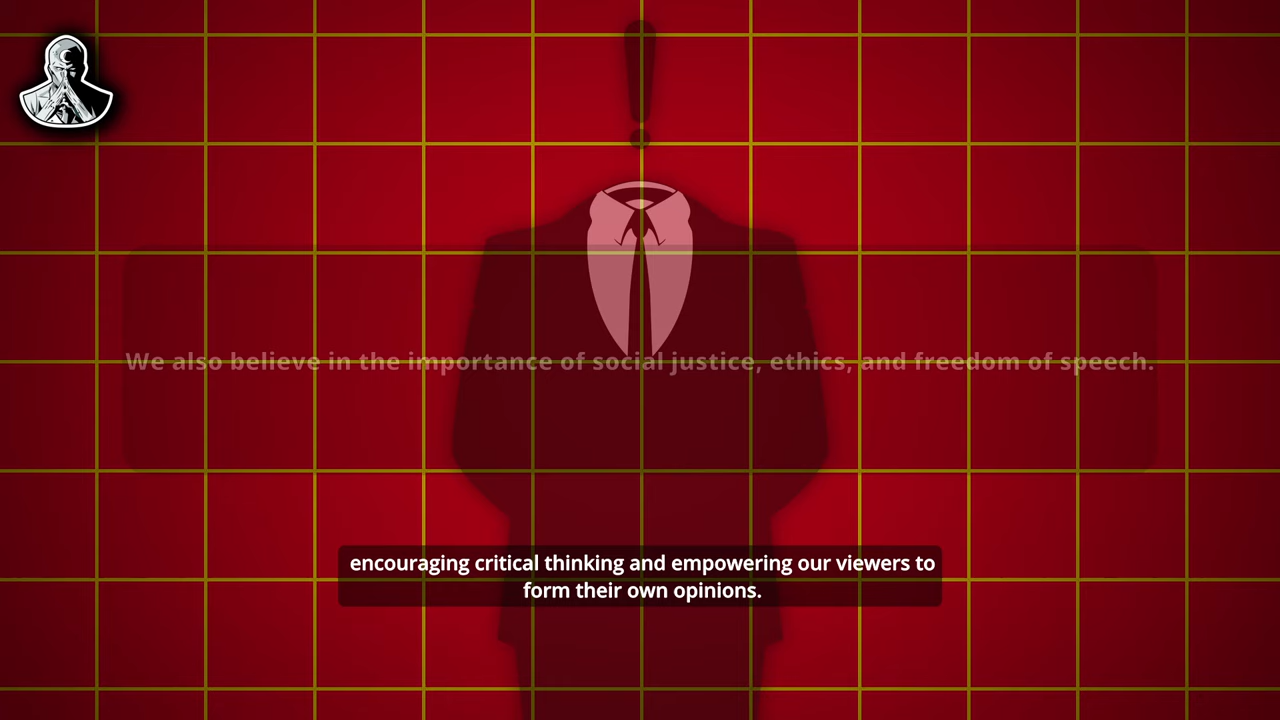 We also believe in the importance of social justice, ethics, and freedom of speech.
encouraging critical thinking and empowering our viewers to
form their own opinions.